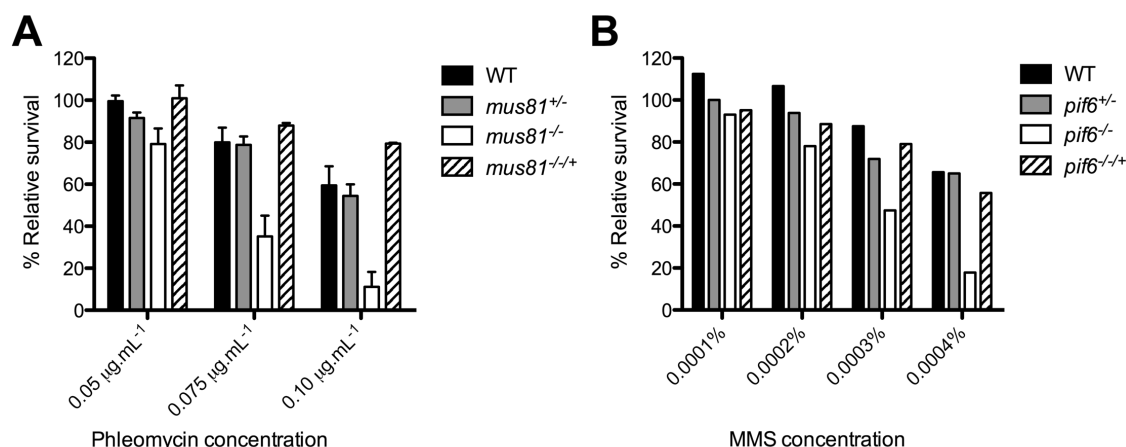 A
% Relative survival
120
100
80
60
40
20
0
0.05 µg.mL⁻¹
0.075 µg.mL⁻¹
0.10 µg.mL⁻¹
Phleomycin concentration
WT
mus81⁺/⁻
mus81⁻/⁻
mus81⁻/⁻/⁺
B
% Relative survival
120
100
80
60
40
20
0
0.0001%
0.0002%
0.0003%
0.0004%
MMS concentration
WT
pif6⁺/⁻
pif6⁻/⁻
pif6⁻/⁻/⁺